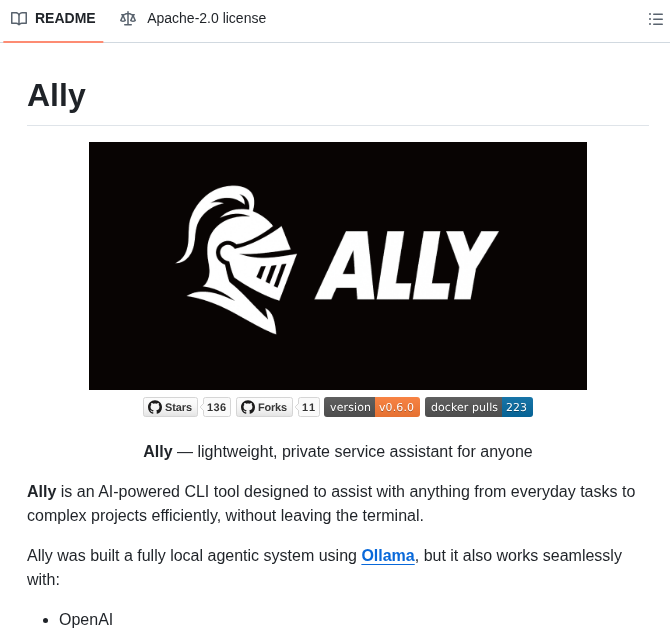 README Apache-2.0 license
Ally
ALLY
Stars 136 Forks 11 version v0.6.0 docker pulls 223
Ally — lightweight, private service assistant for anyone
Ally is an AI-powered CLI tool designed to assist with anything from everyday tasks to
complex projects efficiently, without leaving the terminal.
Ally was built a fully local agentic system using Ollama, but it also works seamlessly
with:
• OpenAI